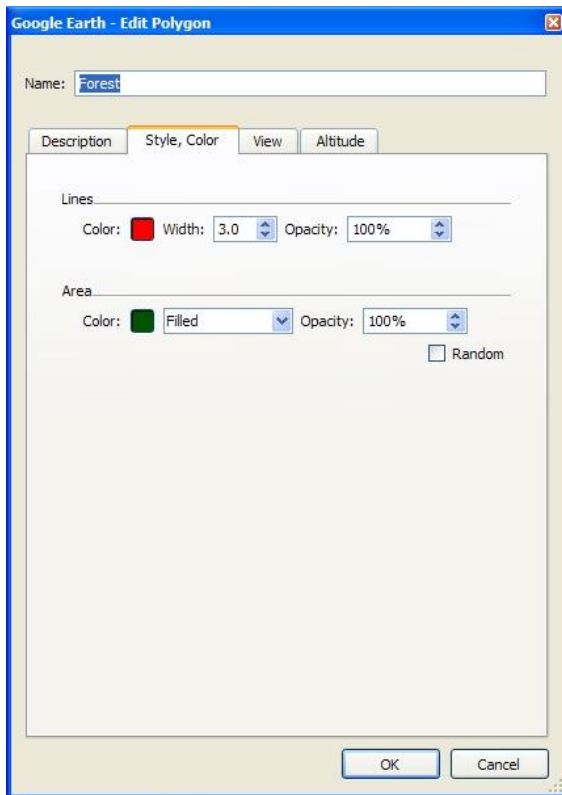 Google Earth - Edit Polygon
Name: Forest
Description Style, Color View Altitude
Lines
Color: Width: 3.0 Opacity: 100%
Area
Color: Filled Opacity: 100%
Random
OK Cancel